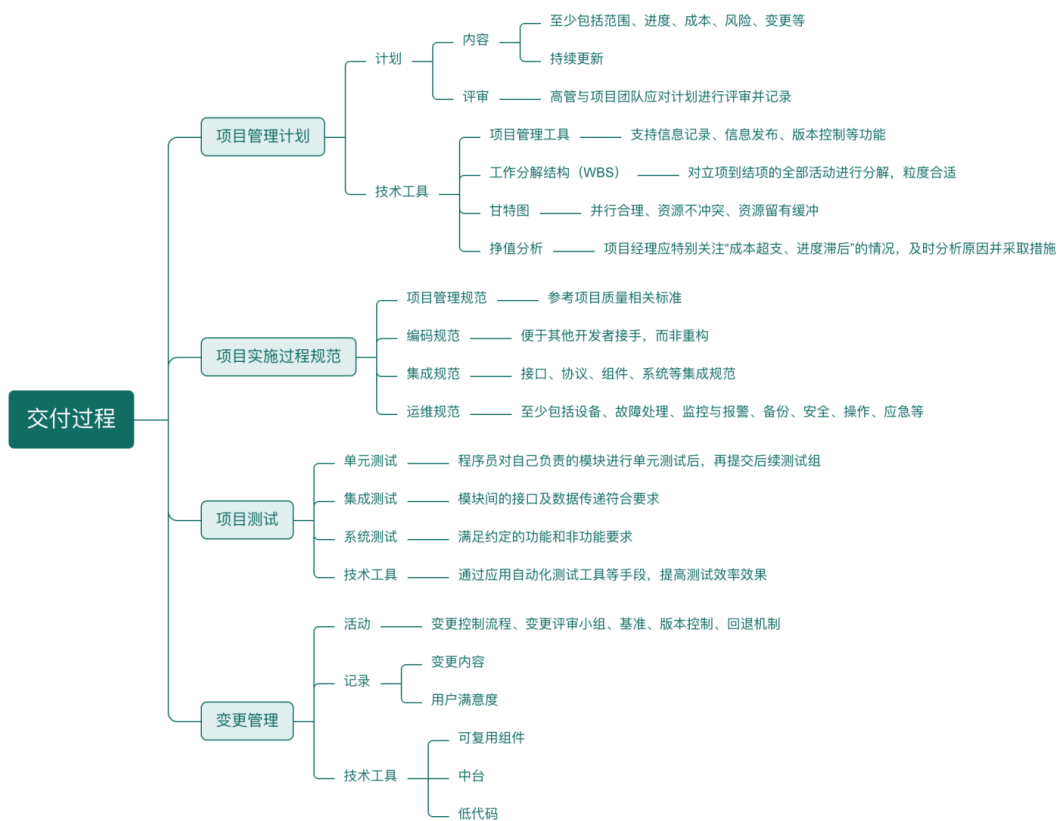 交付过程
项目管理计划
计划
内容
至少包括范围、进度、成本、风险、变更等
持续更新
评审
高管与项目团队应对计划进行评审并记录
技术工具
项目管理工具
支持信息记录、信息发布、版本控制等功能
工作分解结构（WBS）
对立项到结项的全部活动进行分解，粒度合适
甘特图
并行合理、资源不冲突、资源留有缓冲
挣值分析
项目经理应特别关注“成本超支、进度滞后”的情况，及时分析原因并采取措施
项目实施过程规范
项目管理规范
参考项目质量相关标准
编码规范
便于其他开发者接手，而非重构
集成规范
接口、协议、组件、系统等集成规范
运维规范
至少包括设备、故障处理、监控与报警、备份、安全、操作、应急等
项目测试
单元测试
程序员对自己负责的模块进行单元测试后，再提交后续测试组
集成测试
模块间的接口及数据传递符合要求
系统测试
满足约定的功能和非功能要求
技术工具
通过应用自动化测试工具等手段，提高测试效率效果
变更管理
活动
变更控制流程、变更评审小组、基准、版本控制、回退机制
记录
变更内容
用户满意度
技术工具
可复用组件
中台
低代码